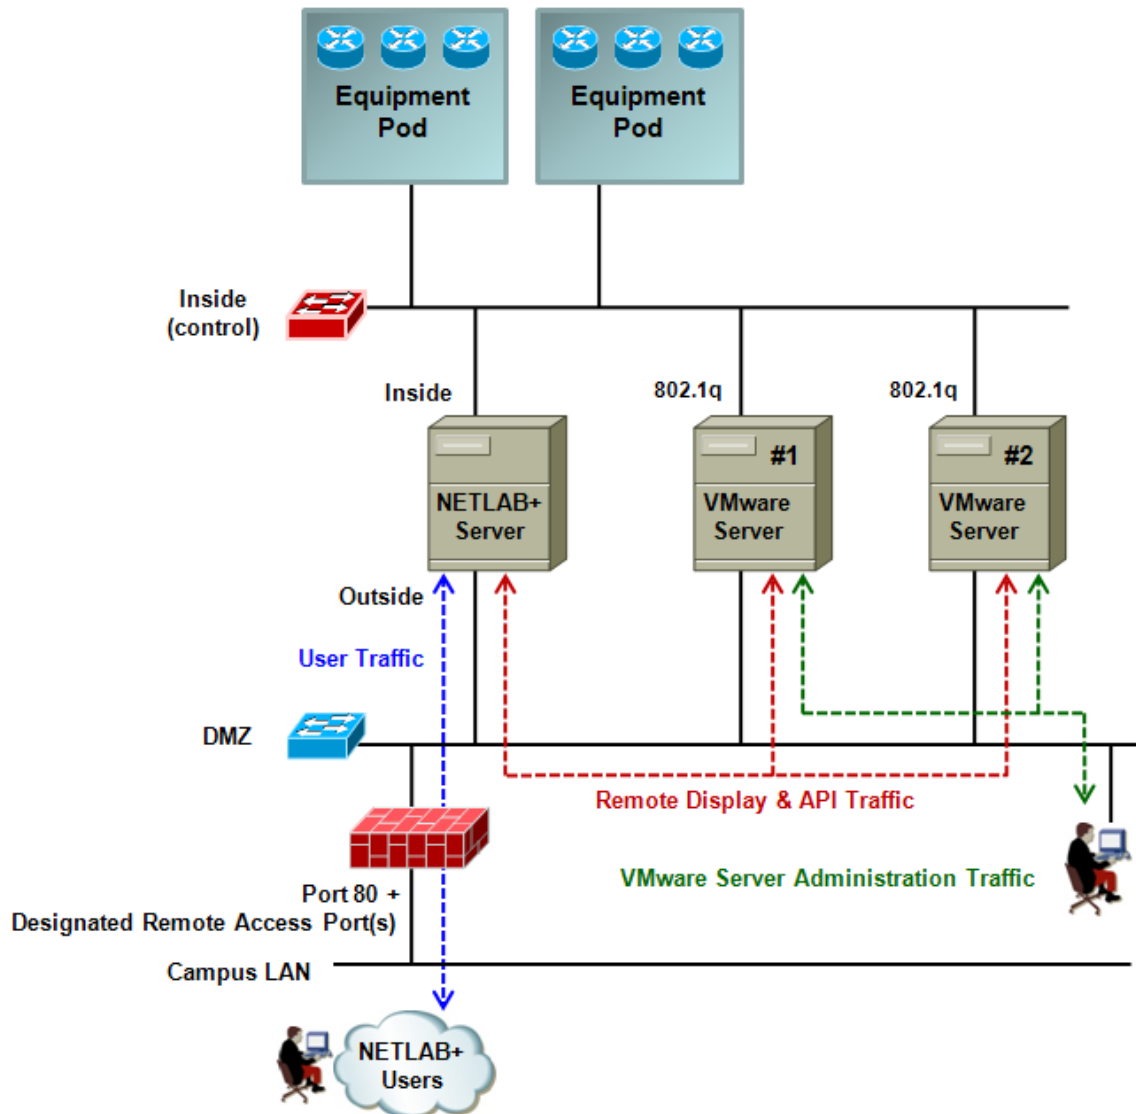 Equipment
Pod
Equipment
Pod
Inside
(control)
Inside
802.1q
802.1q
NETLAB+
Server
#1
VMware
Server
#2
VMware
Server
Outside
User Traffic
DMZ
Remote Display & API Traffic
VMware Server Administration Traffic
Port 80 +
Designated Remote Access Port(s)
Campus LAN
NETLAB+
Users